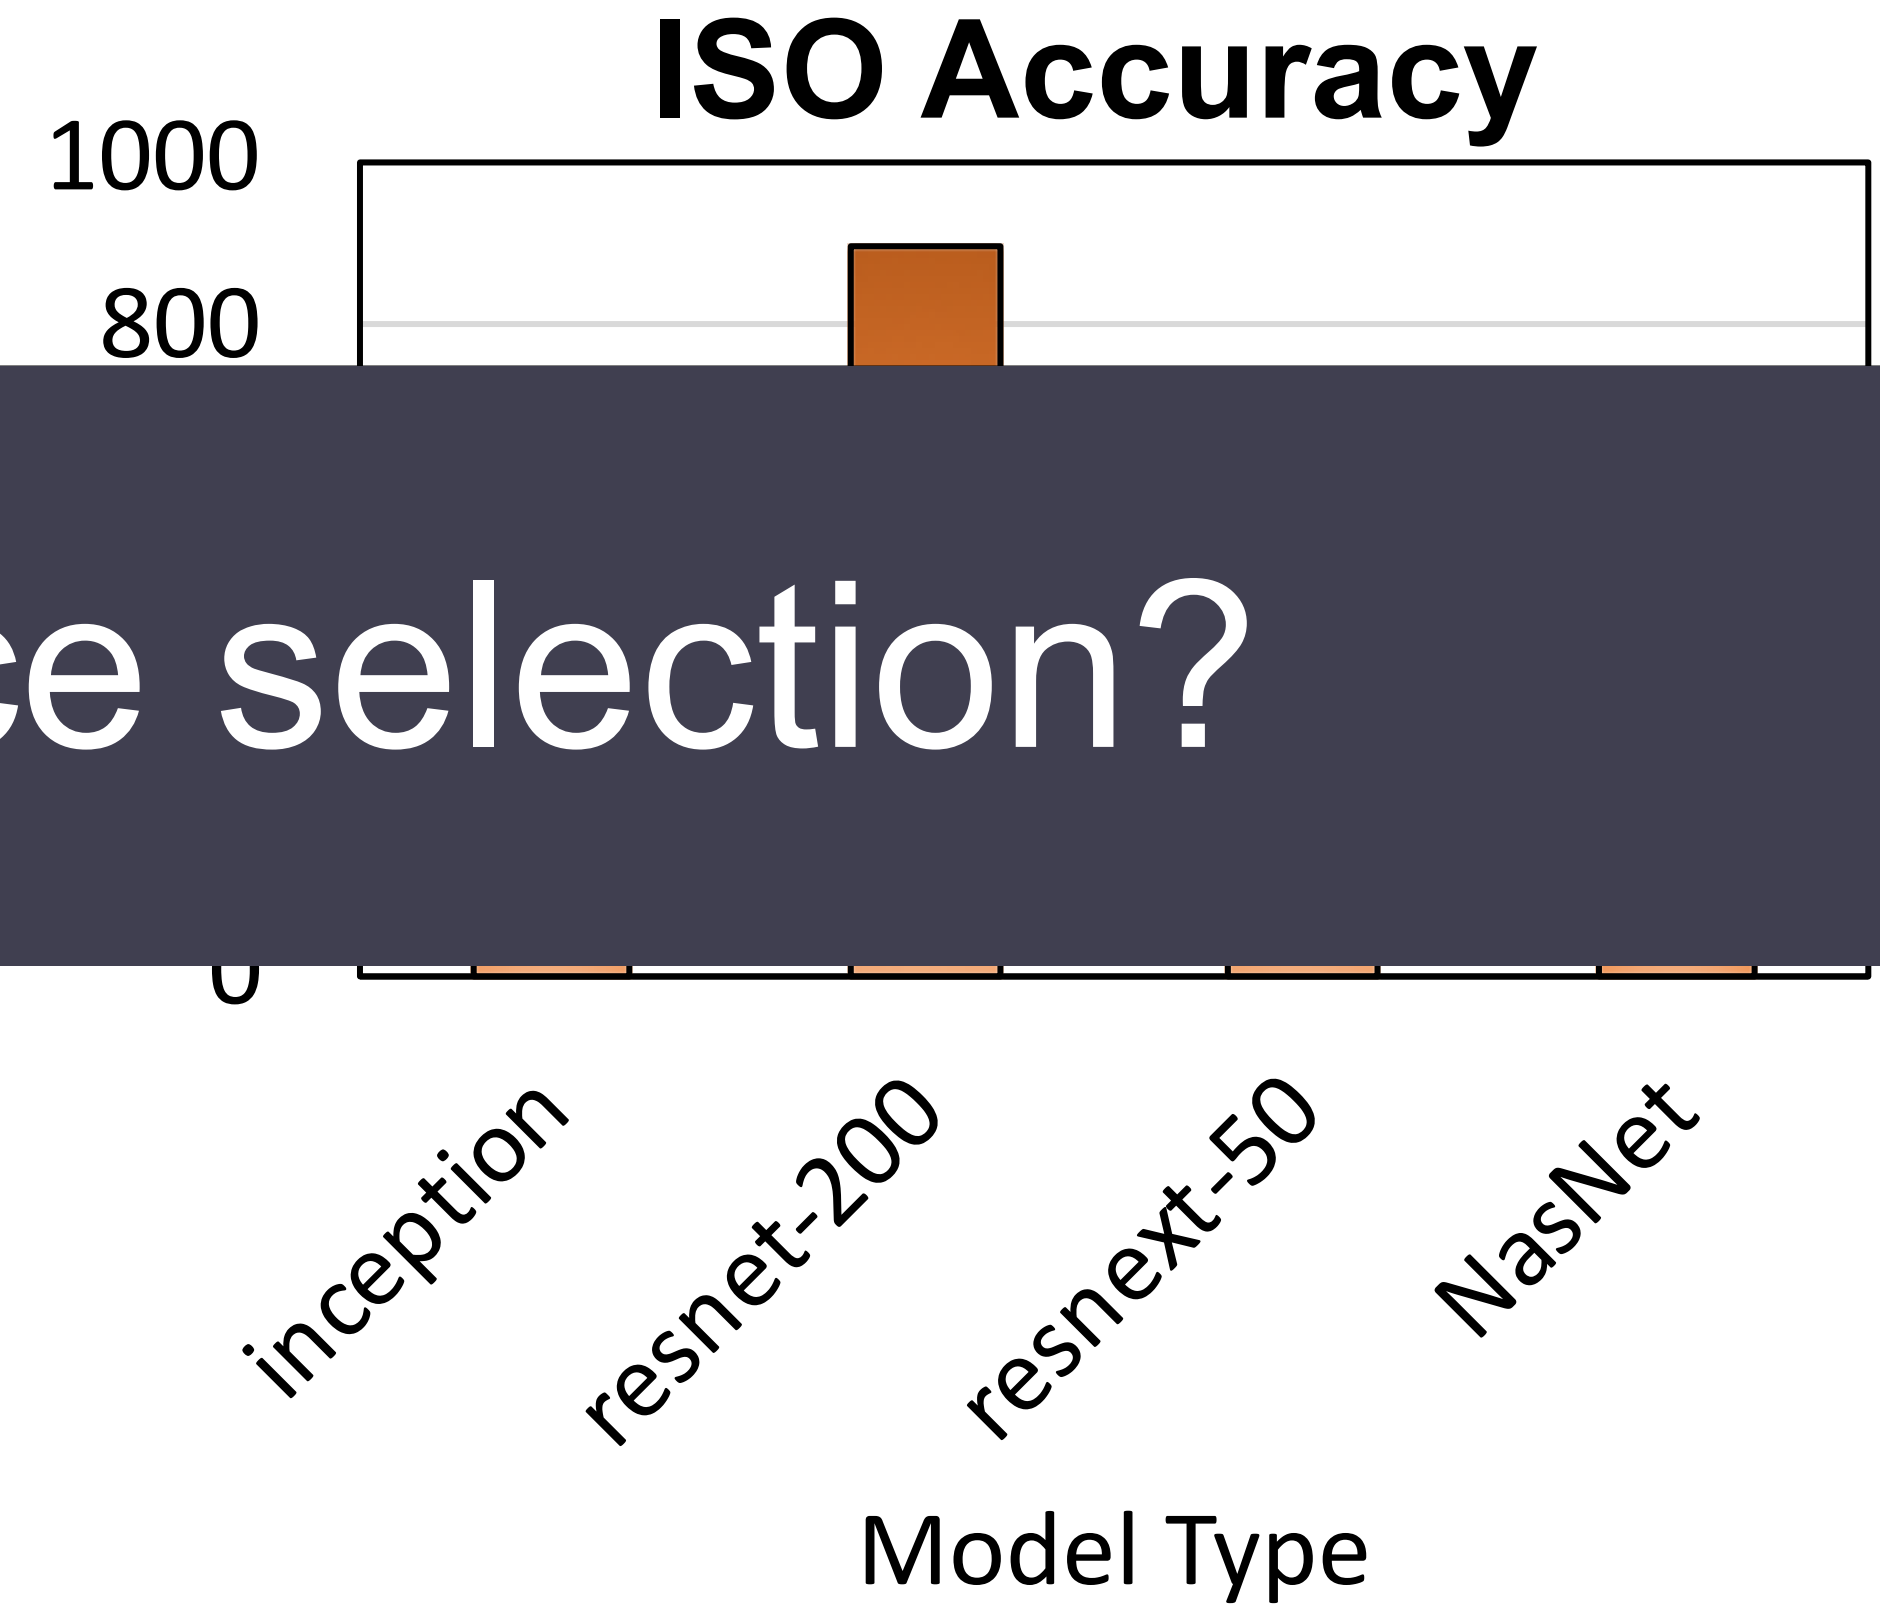 ISO Accuracy
1000
800
ce selection?
0
inception
resnet-200
resnext-50
NasNet
Model Type